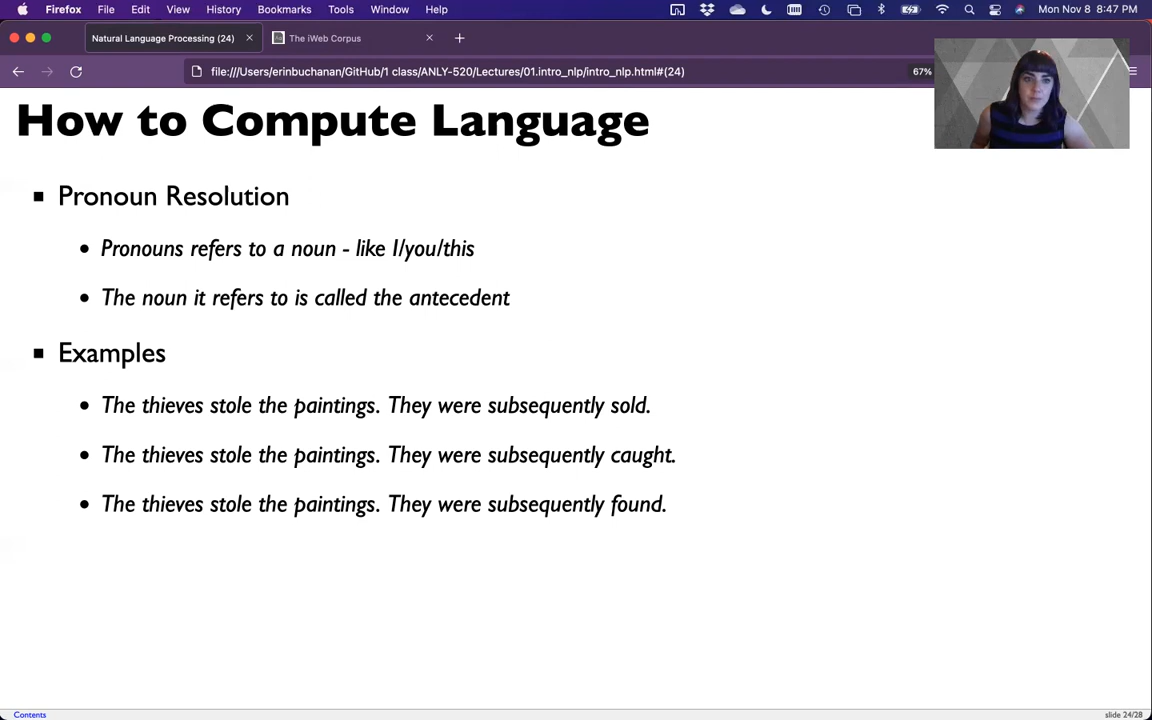 Firefox File Edit View History Bookmarks Tools Window Help Mon Nov 8 8:47 PM
Natural Language Processing (24) The iWeb Corpus
file:///Users/erinbuchanan/GitHub/1 class/ANLY-520/Lectures/01.intro_nlp/intro_nlp.html#(24) 67%
How to Compute Language
Pronoun Resolution
Pronouns refers to a noun - like I/you/this
The noun it refers to is called the antecedent
Examples
The thieves stole the paintings. They were subsequently sold.
The thieves stole the paintings. They were subsequently caught.
The thieves stole the paintings. They were subsequently found.
Contents slide 24/28